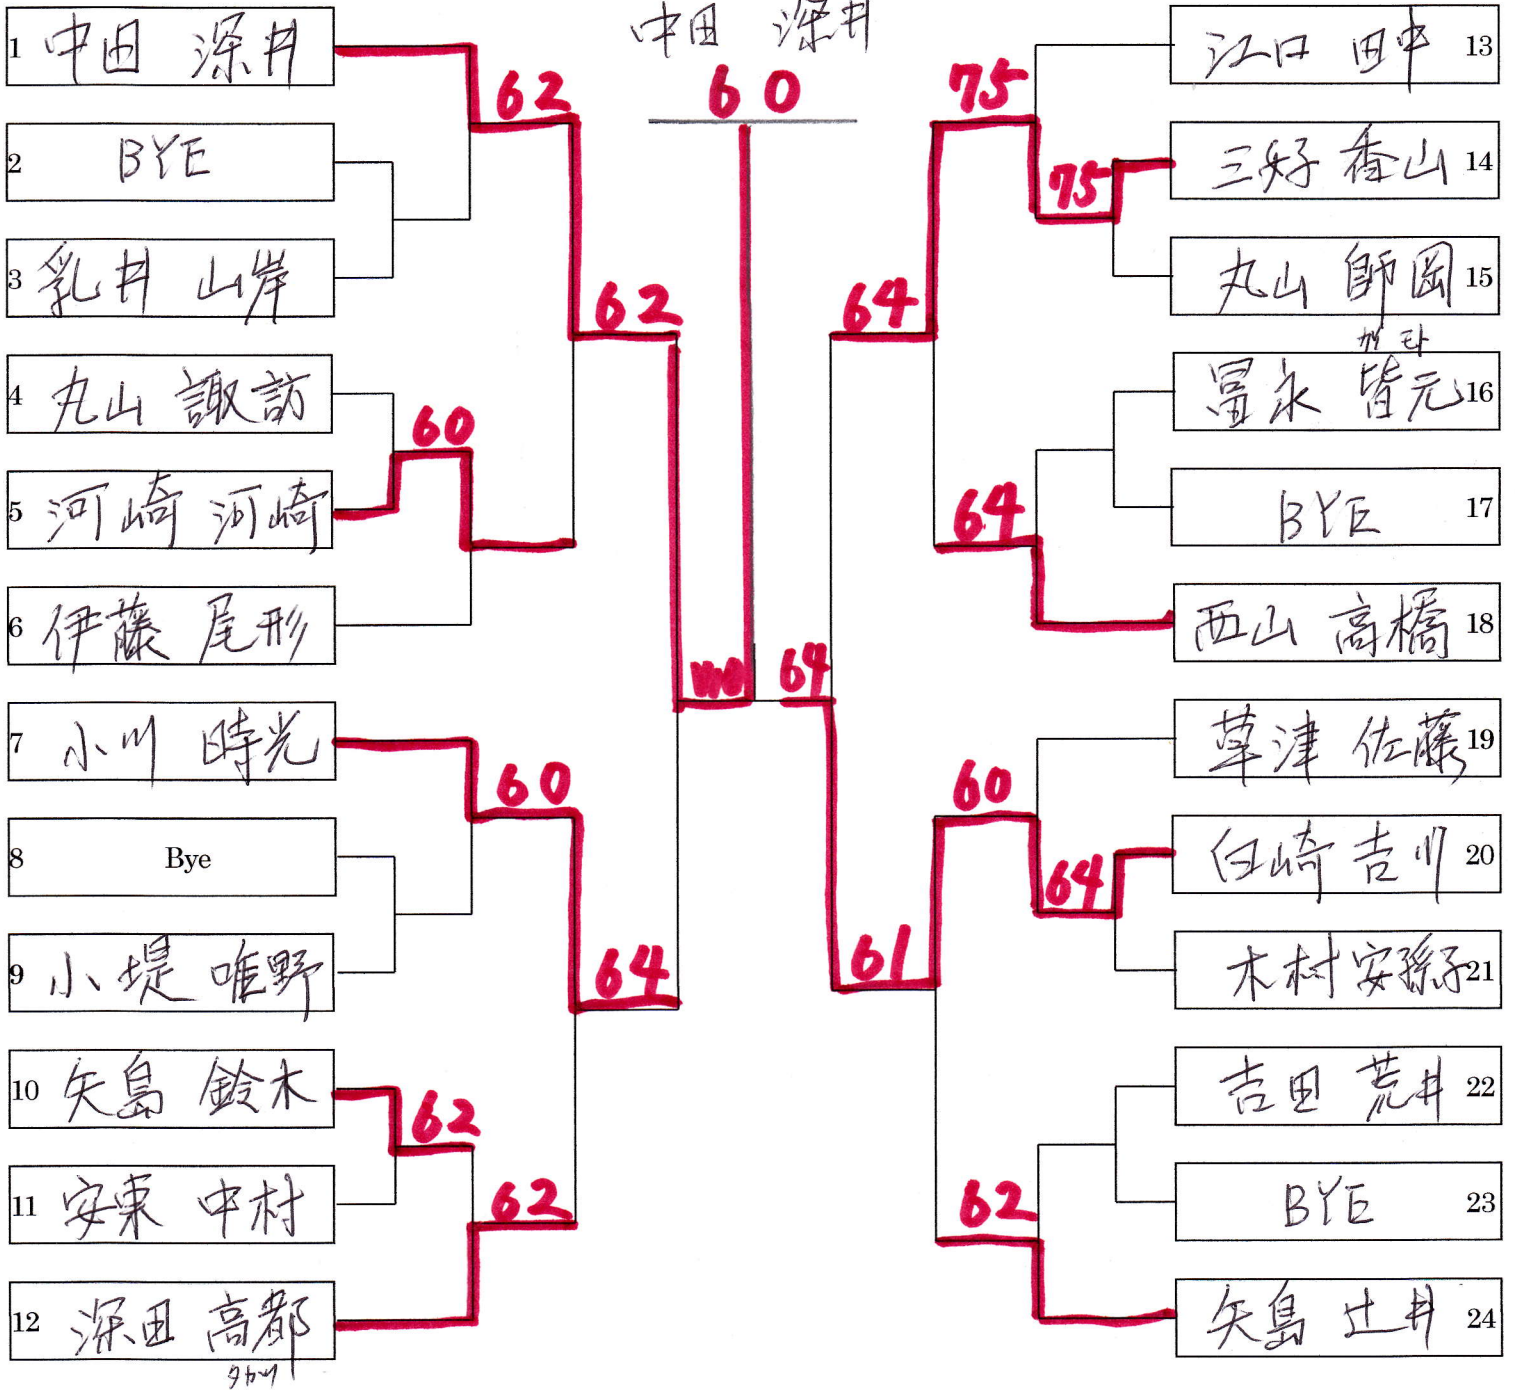 中田 深井
60
1 中田 深井
2 BYE
3 乳井 山岸
4 丸山 諏訪
5 河崎 河崎
6 伊藤 尾形
7 小川 時光
8 Bye
9 小堤 唯野
10 矢島 鈴木
11 安東 中村
12 深田 高都
62
60
60
62
62
62
64
64
75
75
64
64
60
64
61
62
江口 田中 13
三好 香山 14
丸山 師岡 15
冨永 皆元 16
BYE 17
西山 高橋 18
草津 佐藤 19
白崎 吉川 20
木村 安孫子 21
吉田 荒井 22
BYE 23
矢島 辻井 24